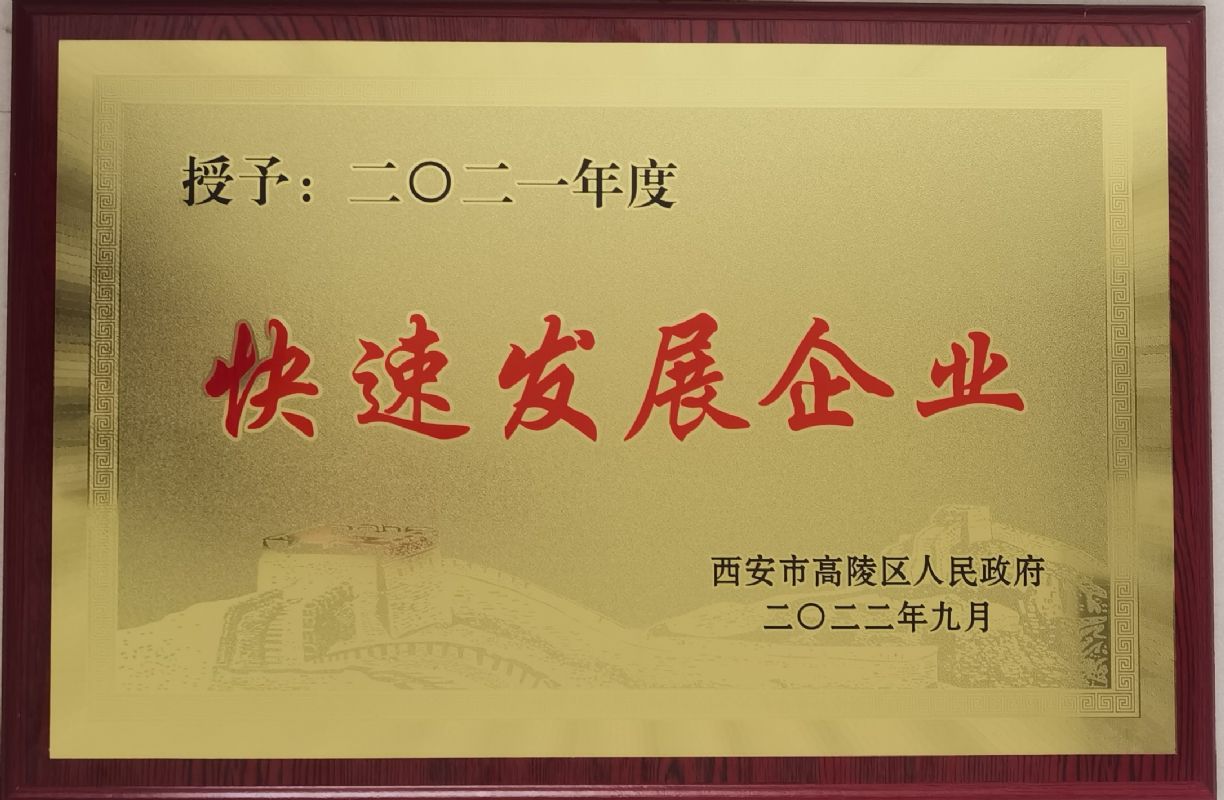 授予：二〇二一年度
快速发展企业
西安市高陵区人民政府
二〇二二年九月